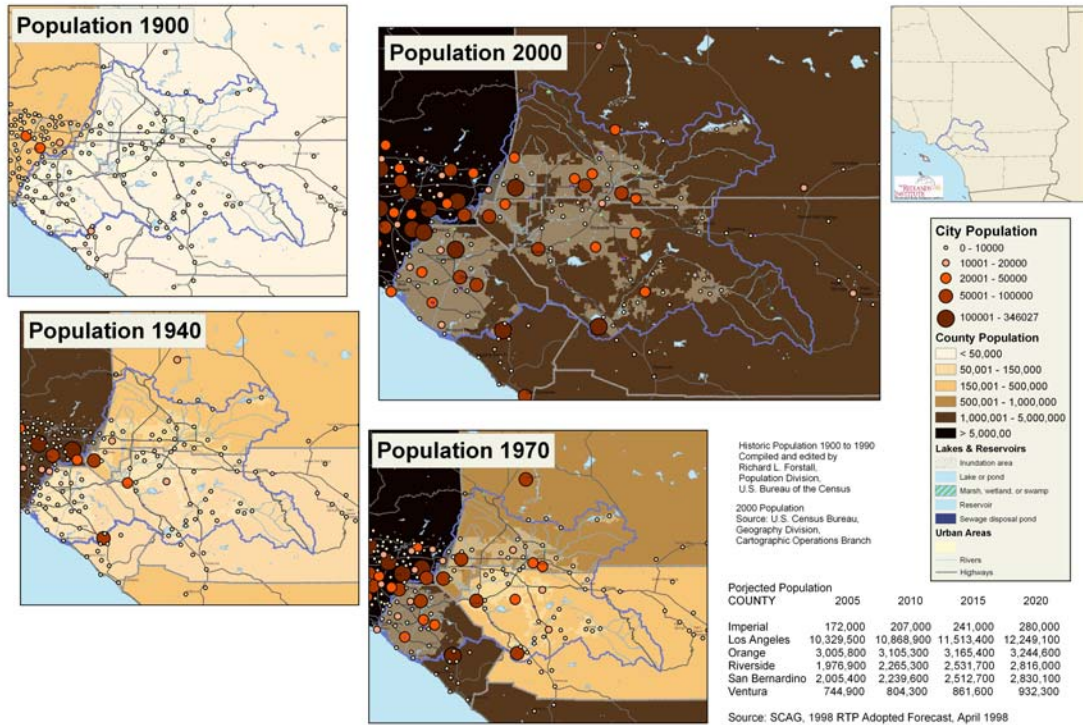 Population 1900
Population 2000
Population 1940
Population 1970
REDLANDS
INSTITUTE
City Population
0 - 10000
10001 - 20000
20001 - 50000
50001 - 100000
100001 - 346027
County Population
< 50,000
50,001 - 150,000
150,001 - 500,000
500,001 - 1,000,000
1,000,001 - 5,000,000
> 5,000,00
Lakes & Reservoirs
Inundation area
Lake or pond
Marsh, wetland, or swamp
Reservoir
Sewage disposal pond
Urban Areas
Rivers
Highways
Historic Population 1900 to 1990
Compiled and edited by
Richard L. Forstall,
Population Division,
U.S. Bureau of the Census
2000 Population
Source: U.S. Census Bureau,
Geography Division,
Cartographic Operations Branch
Porjected Population
COUNTY 2005 2010 2015 2020
Imperial 172,000 207,000 241,000 280,000
Los Angeles 10,329,500 10,868,900 11,513,400 12,249,100
Orange 3,005,800 3,105,300 3,165,400 3,244,600
Riverside 1,976,900 2,265,300 2,531,700 2,816,000
San Bernardino 2,005,400 2,239,600 2,512,700 2,830,100
Ventura 744,900 804,300 861,600 932,300
Source: SCAG, 1998 RTP Adopted Forecast, April 1998